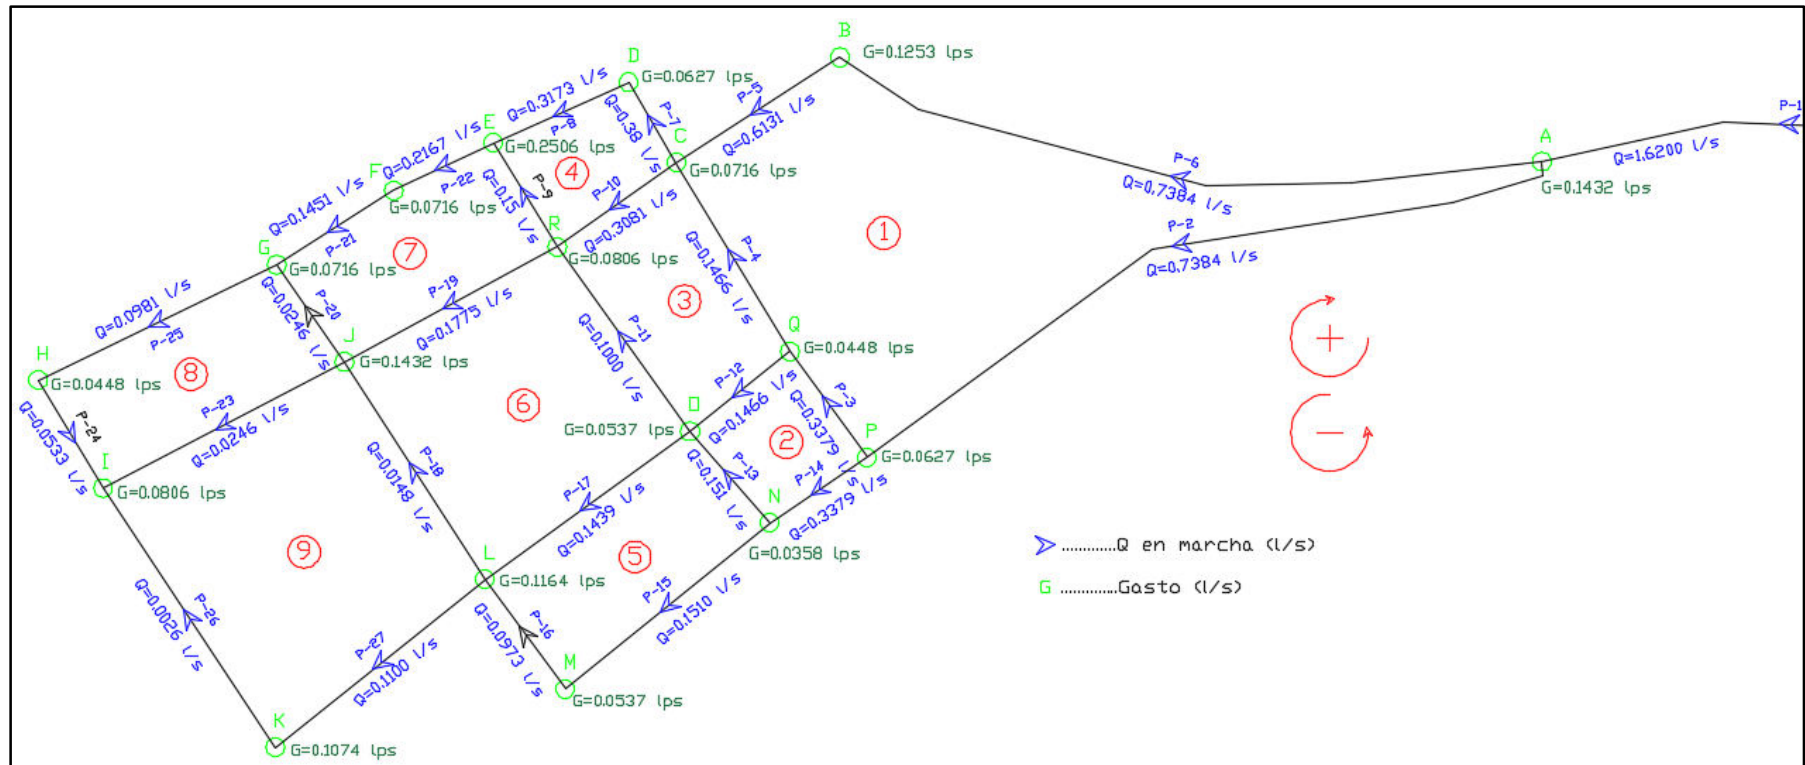 B
G=0.1253 lps
P-1
D
G=0.0627 lps
Q=0.3173 l/s
P-8
Q=0.38 l/s
P-7
P-5
Q=0.6131 l/s
A
Q=1.6200 l/s
G=0.1432 lps
E
G=0.2506 lps
C
G=0.0716 lps
4
P-6
Q=0.7384 l/s
F
Q=0.2167 l/s
P-22
G=0.0716 lps
P-9
Q=0.15 l/s
P-10
Q=0.3081 l/s
1
P-2
Q=0.7384 l/s
Q=0.1451 l/s
P-21
R
G=0.0806 lps
P-4
Q=0.1466 l/s
G
G=0.0716 lps
7
3
Q=0.0981 l/s
P-25
P-20
Q=0.0246 l/s
P-19
Q=0.1775 l/s
P-11
Q=0.1000 l/s
Q
G=0.0448 lps
+
J
G=0.1432 lps
H
G=0.0448 lps
8
6
P-12
Q=0.1466 l/s
P-3
Q=0.3379 l/s
P-23
Q=0.0246 l/s
P-24
Q=0.0533 l/s
D
G=0.0537 lps
2
−
P
G=0.0627 lps
P-18
Q=0.0148 l/s
P-13
Q=0.151 l/s
P-14
Q=0.3379 l/s
I
G=0.0806 lps
P-17
Q=0.1439 l/s
N
G=0.0358 lps
9
5
L
G=0.1164 lps
............Q en marcha (l/s)
G .............Gasto (l/s)
P-26
Q=0.0026 l/s
P-15
Q=0.1510 l/s
P-16
Q=0.0973 l/s
P-27
Q=0.1100 l/s
M
G=0.0537 lps
K
G=0.1074 lps